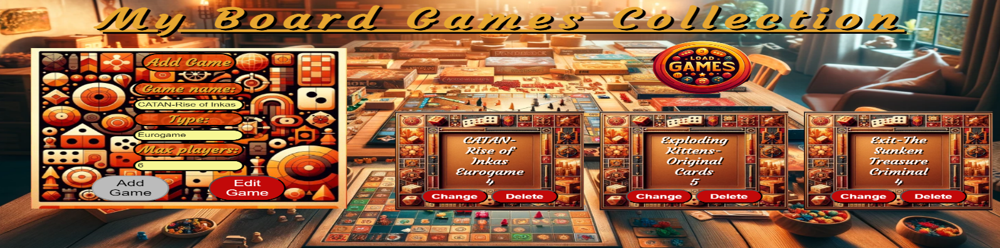 My Board Games Collection
Add Game
Game name:
CATAN-Rise of Inkas
Type:
Eurogame
Max players:
6
Add
Game
Edit
Game
LOAD
GAMES
CATAN-
Rise of
Inkas
Eurogame
4
Change
Delete
Exploding
Kittens-
Original
Cards
5
Change
Delete
Exit-The
Sunken
Treasure
Criminal
4
Change
Delete